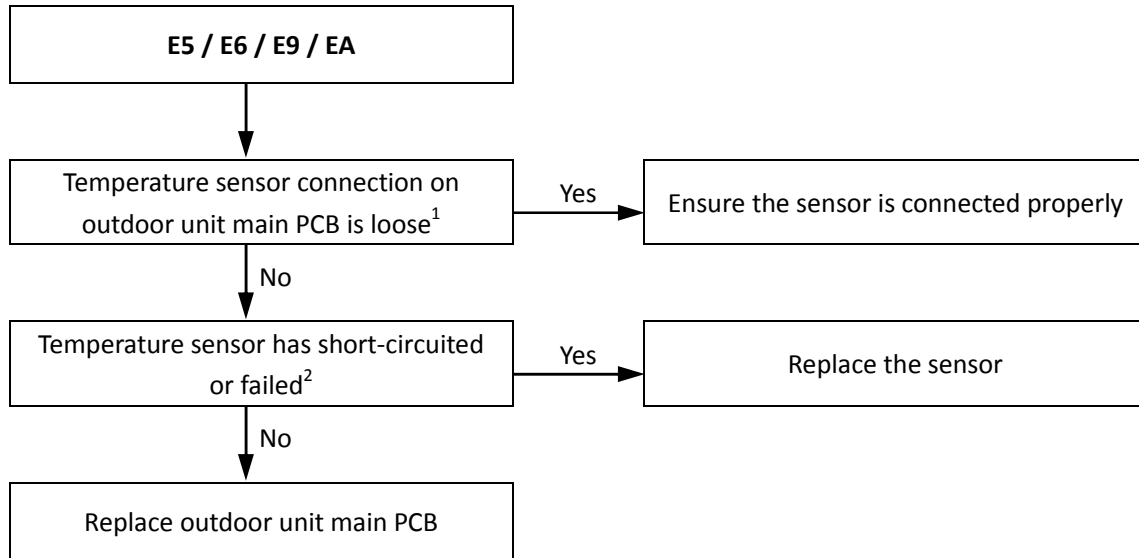 E5 / E6 / E9 / EA
Temperature sensor connection on
outdoor unit main PCB is loose¹
Yes
Ensure the sensor is connected properly
No
Temperature sensor has short-circuited
or failed²
Yes
Replace the sensor
No
Replace outdoor unit main PCB